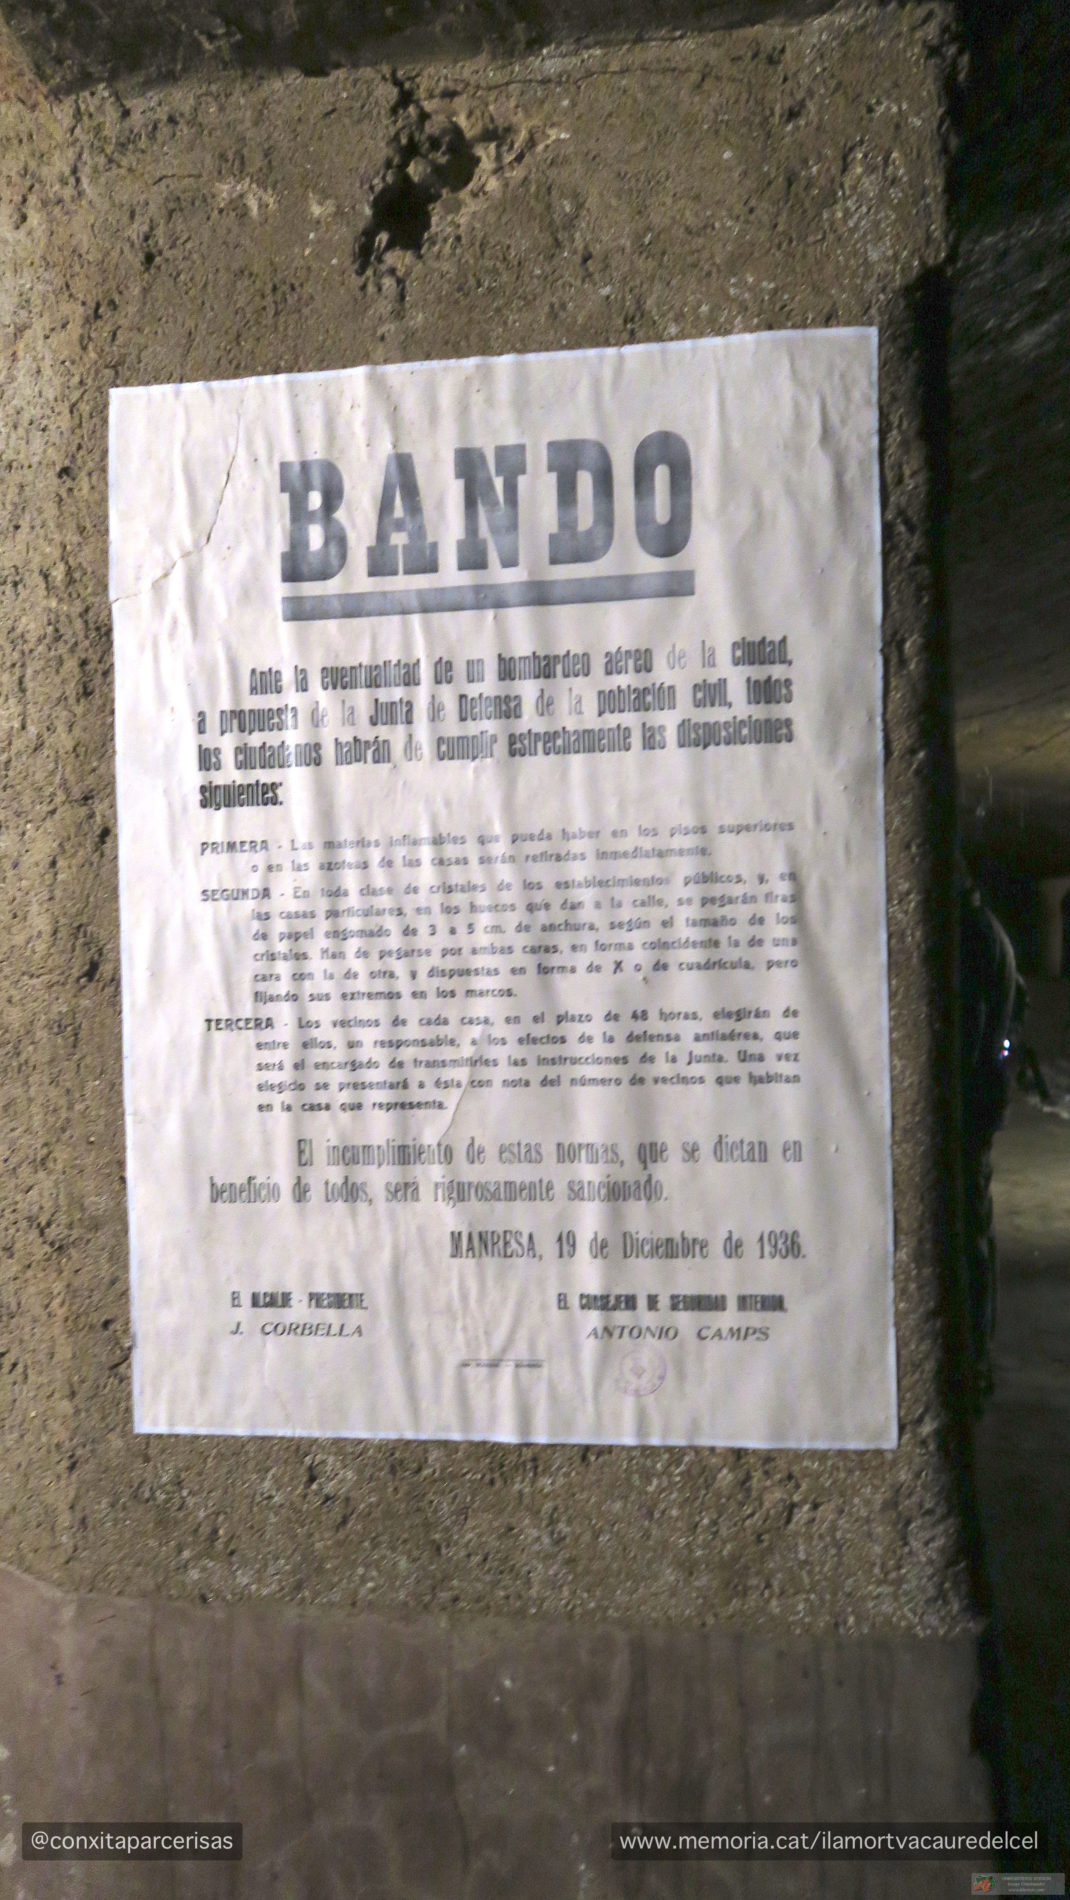 BANDO
Ante la eventualidad de un bombardeo aéreo de la ciudad,
a propuesta de la Junta de Defensa de la población civil, todos
los ciudadanos habrán de cumplir estrechamente las disposiciones
siguientes:
PRIMERA - Las materias inflamables que pueda haber en los pisos superiores
o en las azoteas de las casas serán retiradas inmediatamente.
SEGUNDA - En toda clase de cristales de los establecimientos públicos, y, en
las casas particulares, en los huecos que dan a la calle, se pegarán tiras
de papel engomado de 3 a 5 cm. de anchura, según el tamaño de los
cristales. Han de pegarse por ambas caras, en forma coincidente la de una
cara con la de otra, y dispuestas en forma de X o de cuadrícula, pero
fijando sus extremos en los marcos.
TERCERA - Los vecinos de cada casa, en el plazo de 48 horas, elegirán de
entre ellos, un responsable, a los efectos de la defensa antiaérea, que
será el encargado de transmitirles las instrucciones de la Junta. Una vez
elegido se presentará a ésta con nota del número de vecinos que habitan
en la casa que representa.
El incumplimiento de estas normas, que se dictan en
beneficio de todos, será rigurosamente sancionado.
MANRESA, 19 de Diciembre de 1936.
EL ALCALDE - PRESIDENTE, EL CONSEJERO DE SEGURIDAD INTERIOR,
J. CORBELLA ANTONIO CAMPS
@conxitaparcerisas www.memoria.cat/ilamortvacauredelcel